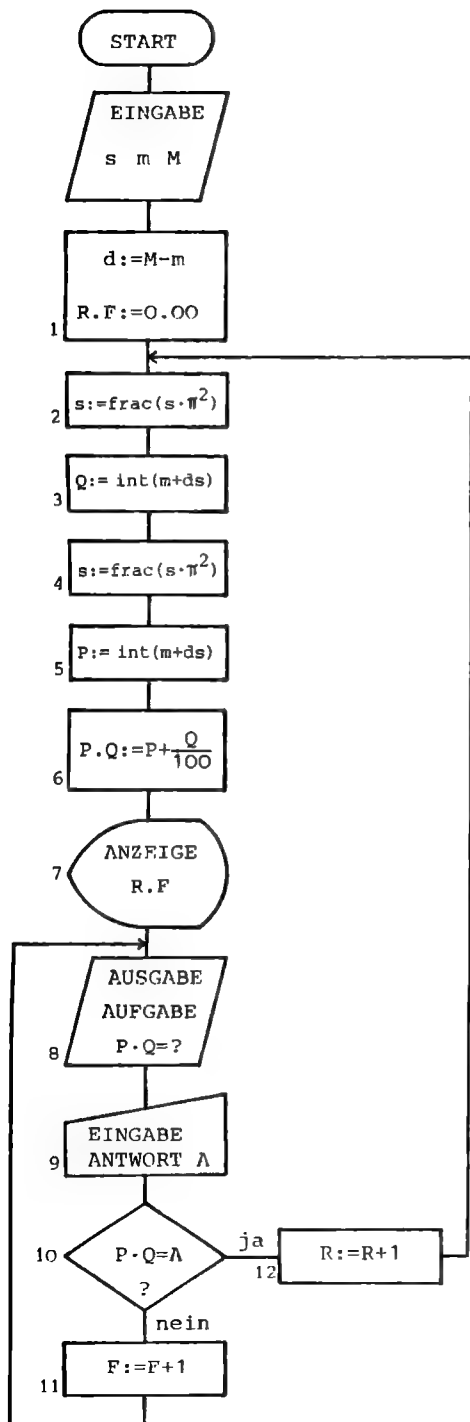 START
EINGABE
s m M
d:=M-m
R.F:=0.00
1
s:=frac(s·π²)
2
Q:= int(m+ds)
3
s:=frac(s·π²)
4
P:= int(m+ds)
5
P.Q:=P+Q/100
6
ANZEIGE
7
R.F
AUSGABE
AUFGABE
P·Q=?
8
EINGABE
ANTWORT A
9
10
P·Q=A
?
ja
12
R:=R+1
nein
F:=F+1
11